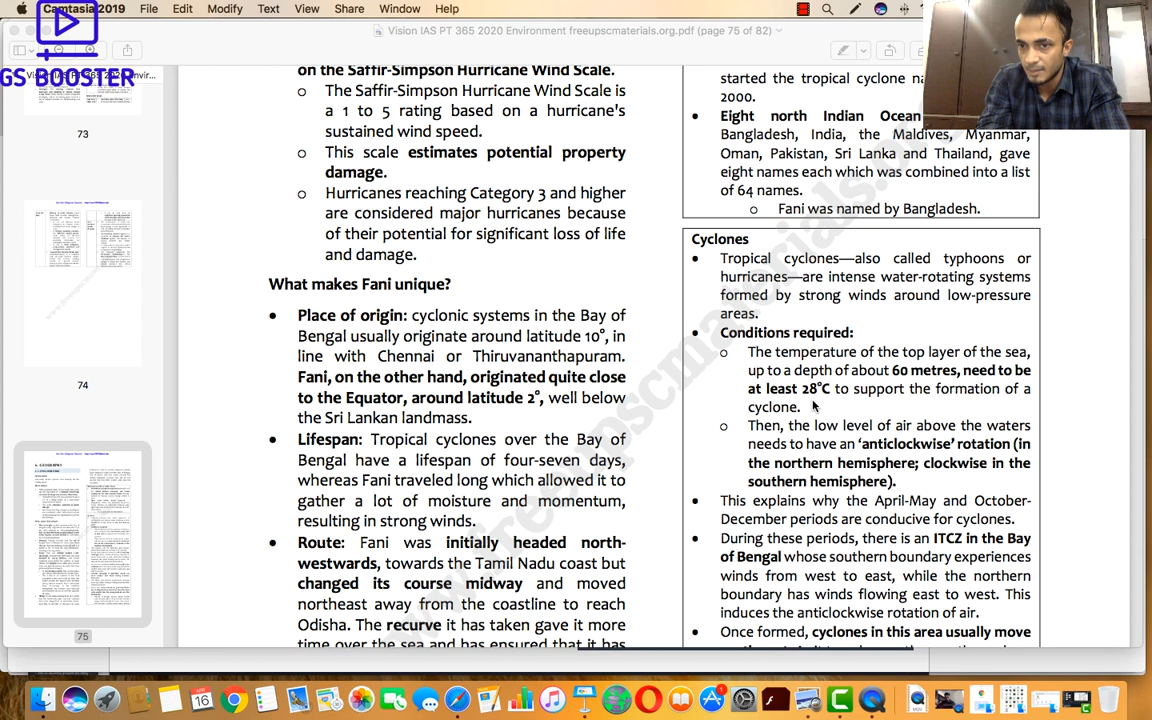 Camtasia 2019 File Edit Modify Text View Share Window Help
Vision IAS PT 365 2020 Environment freeupscmaterials.org.pdf (page 75 of 82)
GS BOOSTER
73
74
75
on the Saffir-Simpson Hurricane Wind Scale.
o The Saffir-Simpson Hurricane Wind Scale is
a 1 to 5 rating based on a hurricane's
sustained wind speed.
o This scale estimates potential property
damage.
o Hurricanes reaching Category 3 and higher
are considered major hurricanes because
of their potential for significant loss of life
and damage.
What makes Fani unique?
• Place of origin: cyclonic systems in the Bay of
Bengal usually originate around latitude 10°, in
line with Chennai or Thiruvananthapuram.
Fani, on the other hand, originated quite close
to the Equator, around latitude 2°, well below
the Sri Lankan landmass.
• Lifespan: Tropical cyclones over the Bay of
Bengal have a lifespan of four-seven days,
whereas Fani traveled long which allowed it to
gather a lot of moisture and momentum,
resulting in strong winds.
• Route: Fani was initially headed north-
westwards, towards the Tamil Nadu coast but
changed its course midw and moved
northeast away from the coastline to reach
Odisha. The recurve it has taken gave it more
time over the sea and has ensured that it has
started the tropical cyclone na
2000.
• Eight north Indian Ocean
Bangladesh, India, the Maldives, Myanmar,
Oman, Pakistan, Sri Lanka and Thailand, gave
eight names each which was combined into a list
of 64 names.
o Fani was named by Bangladesh.
Cyclones
• Tropical cyclones—also called typhoons or
hurricanes—are intense water-rotating systems
formed by strong winds around low-pressure
areas.
• Conditions required:
o The temperature of the top layer of the sea,
up to a depth of about 60 metres, need to be
at least 28°C to support the formation of a
cyclone.
o Then, the low level of air above the waters
needs to have an ‘anticlockwise’ rotation (in
the northern hemisphere; clockwise in the
southern hemisphere).
• This explains why the April-May and October-
December periods are conducive for cyclones.
• During these periods, there is an ITCZ in the Bay
of Bengal whose southern boundary experiences
winds from west to east, while the northern
boundary has winds flowing east to west. This
induces the anticlockwise rotation of air.
• Once formed, cyclones in this area usually move